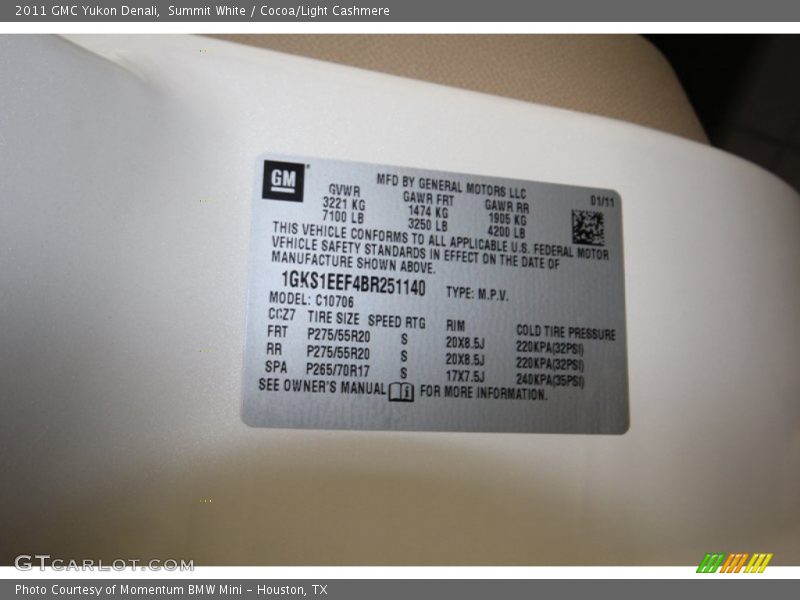 2011 GMC Yukon Denali, Summit White / Cocoa/Light Cashmere
GM
MFD BY GENERAL MOTORS LLC
01/11
GVWR GAWR FRT GAWR RR
3221 KG 1474 KG 1905 KG
7100 LB 3250 LB 4200 LB
THIS VEHICLE CONFORMS TO ALL APPLICABLE U.S. FEDERAL MOTOR
VEHICLE SAFETY STANDARDS IN EFFECT ON THE DATE OF
MANUFACTURE SHOWN ABOVE.
1GKS1EEF4BR251140 TYPE: M.P.V.
MODEL: C10706
CCZ7 TIRE SIZE SPEED RTG RIM COLD TIRE PRESSURE
FRT P275/55R20 S 20X8.5J 220KPA(32PSI)
RR P275/55R20 S 20X8.5J 220KPA(32PSI)
SPA P265/70R17 S 17X7.5J 240KPA(35PSI)
SEE OWNER'S MANUAL FOR MORE INFORMATION.
GTCARLOT.COM
Photo Courtesy of Momentum BMW Mini - Houston, TX